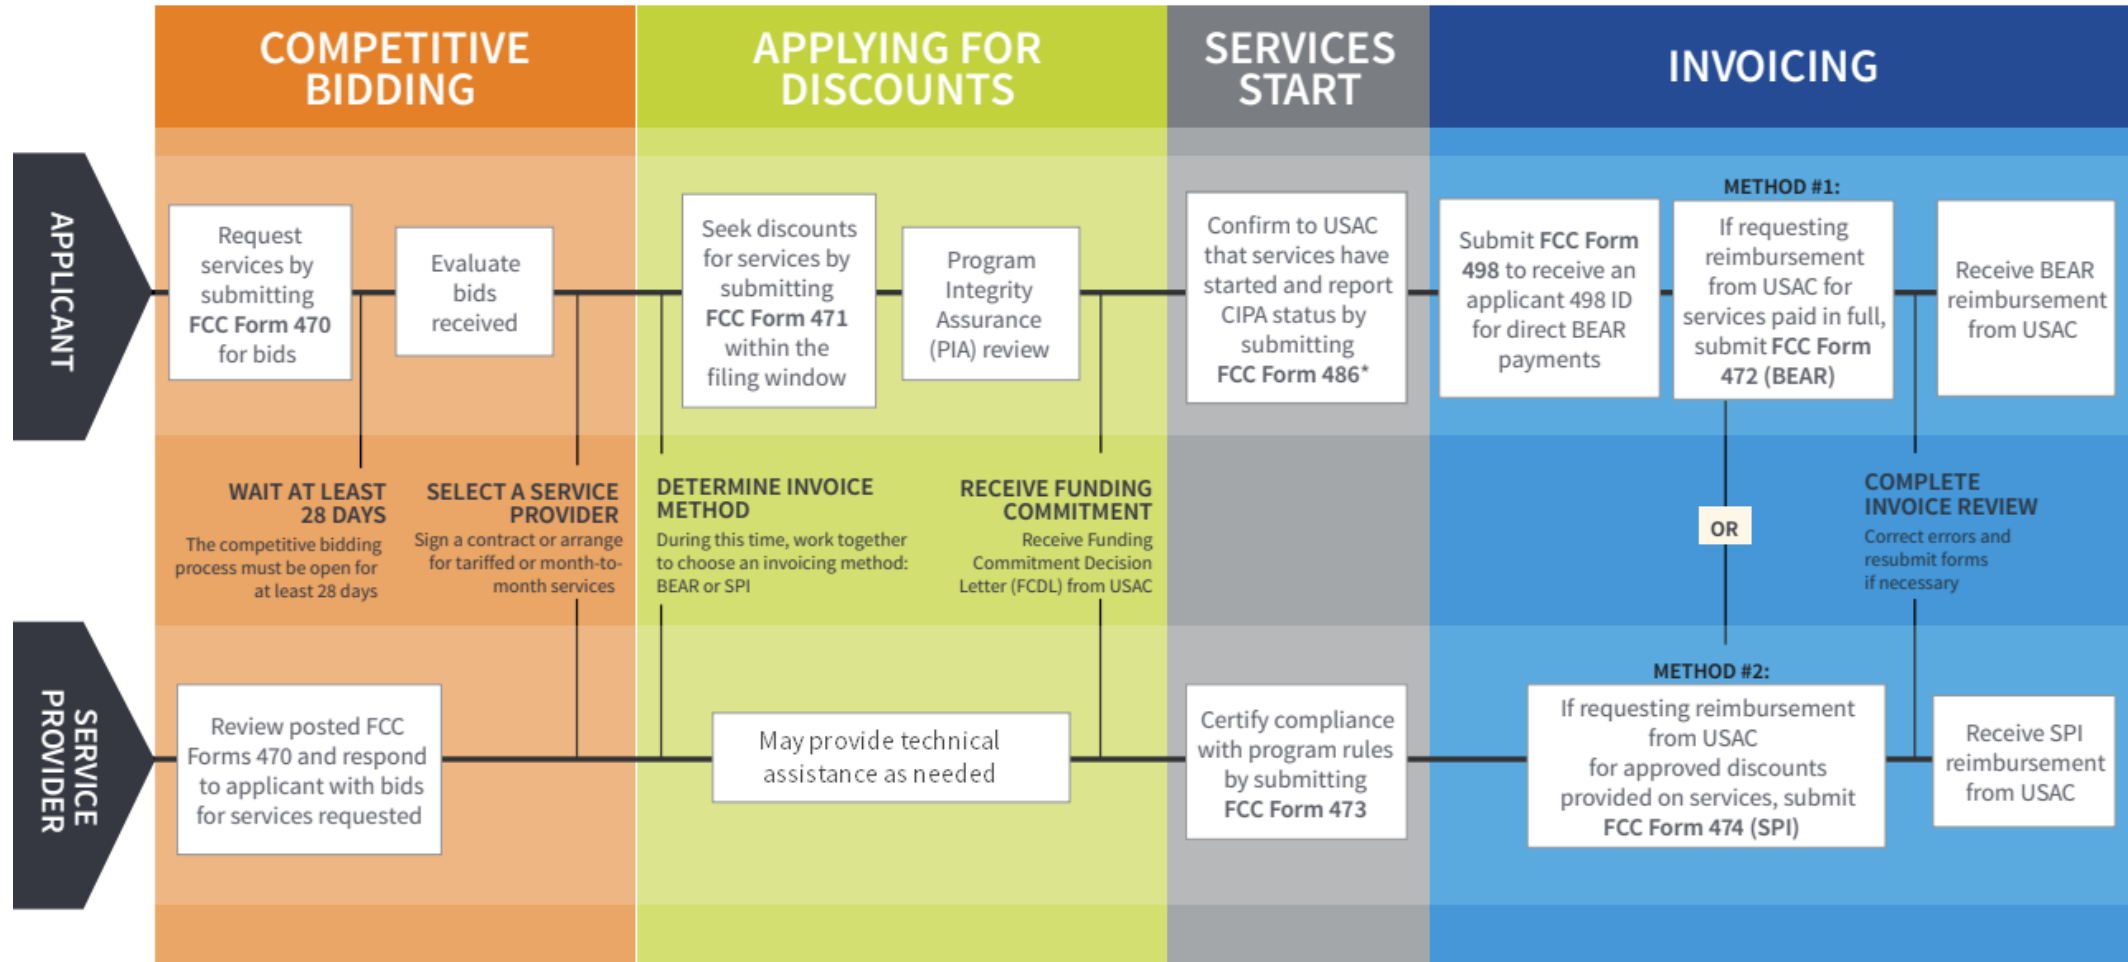 COMPETITIVE
BIDDING
APPLYING FOR
DISCOUNTS
SERVICES
START
INVOICING
APPLICANT
Request
services by
submitting
FCC Form 470
for bids
Evaluate
bids
received
Seek discounts
for services by
submitting
FCC Form 471
within the
filing window
Program
Integrity
Assurance
(PIA) review
Confirm to USAC
that services have
started and report
CIPA status by
submitting
FCC Form 486*
Submit FCC Form
498 to receive an
applicant 498 ID
for direct BEAR
payments
METHOD #1:
If requesting
reimbursement
from USAC for
services paid in full,
submit FCC Form
472 (BEAR)
Receive BEAR
reimbursement
from USAC
WAIT AT LEAST
28 DAYS
The competitive bidding
process must be open for
at least 28 days
SELECT A SERVICE
PROVIDER
Sign a contract or arrange
for tariffed or month-to-
month services
DETERMINE INVOICE
METHOD
During this time, work together
to choose an invoicing method:
BEAR or SPI
RECEIVE FUNDING
COMMITMENT
Receive Funding
Commitment Decision
Letter (FCDL) from USAC
OR
COMPLETE
INVOICE REVIEW
Correct errors and
resubmit forms
if necessary
SERVICE
PROVIDER
Review posted FCC
Forms 470 and respond
to applicant with bids
for services requested
May provide technical
assistance as needed
Certify compliance
with program rules
by submitting
FCC Form 473
METHOD #2:
If requesting reimbursement
from USAC
for approved discounts
provided on services, submit
FCC Form 474 (SPI)
Receive SPI
reimbursement
from USAC